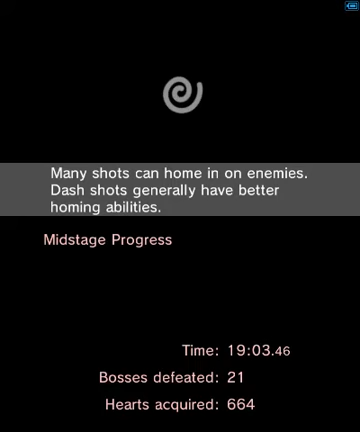 Many shots can home in on enemies.
Dash shots generally have better
homing abilities.
Midstage Progress
Time: 19:03.46
Bosses defeated: 21
Hearts acquired: 664